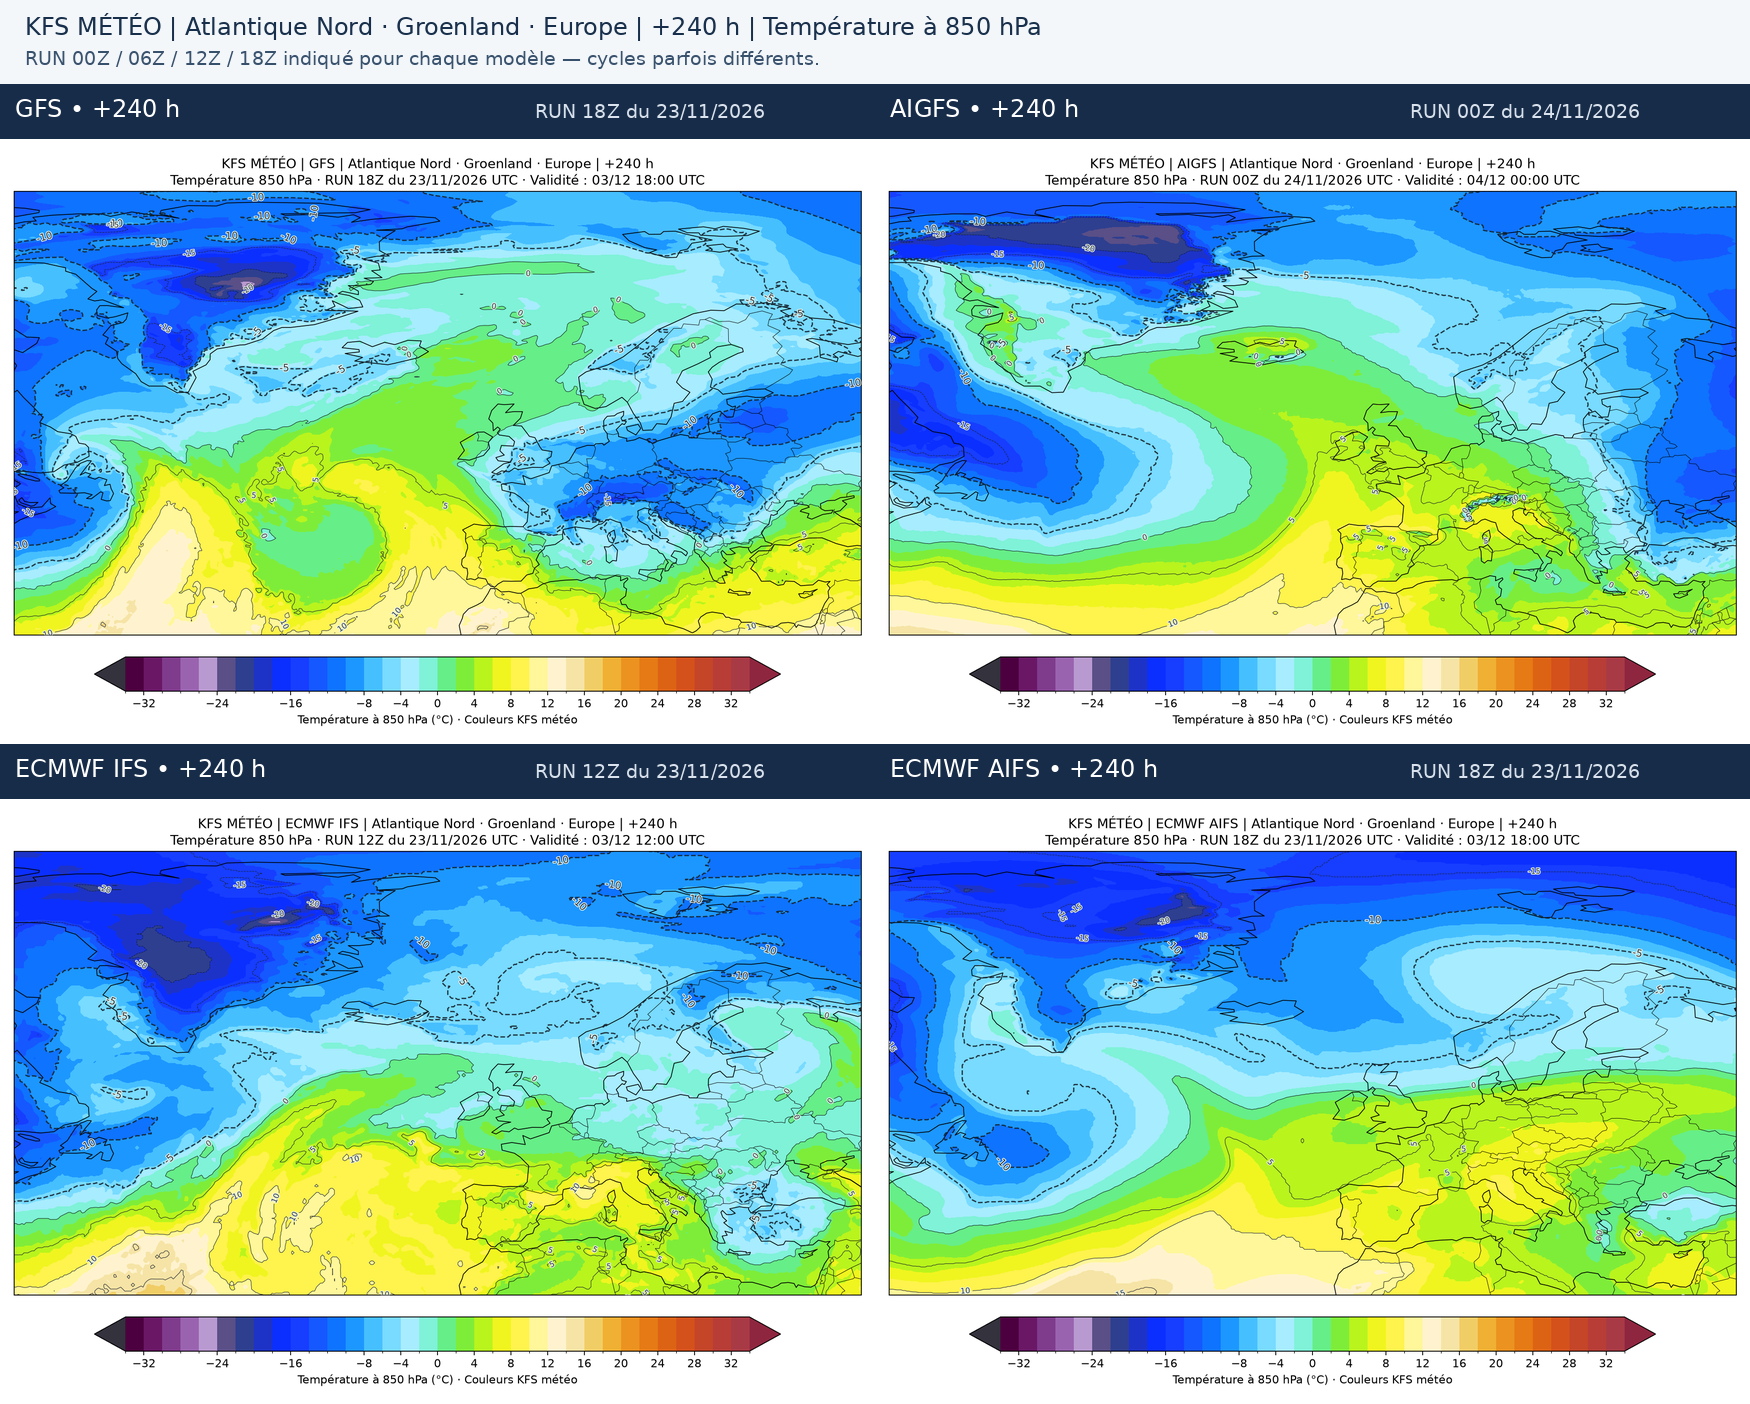 KFS MÉTÉO | Atlantique Nord · Groenland · Europe | +240 h | Température à 850 hPa
RUN 00Z / 06Z / 12Z / 18Z indiqué pour chaque modèle — cycles parfois différents.
GFS • +240 h
RUN 18Z du 23/11/2026
KFS MÉTÉO | GFS | Atlantique Nord · Groenland · Europe | +240 h
Température 850 hPa · RUN 18Z du 23/11/2026 UTC · Validité : 03/12 18:00 UTC
−32 −24 −16 −8 −4 0 4 8 12 16 20 24 28 32
Température à 850 hPa (°C) · Couleurs KFS météo
AIGFS • +240 h
RUN 00Z du 24/11/2026
KFS MÉTÉO | AIGFS | Atlantique Nord · Groenland · Europe | +240 h
Température 850 hPa · RUN 00Z du 24/11/2026 UTC · Validité : 04/12 00:00 UTC
−32 −24 −16 −8 −4 0 4 8 12 16 20 24 28 32
Température à 850 hPa (°C) · Couleurs KFS météo
ECMWF IFS • +240 h
RUN 12Z du 23/11/2026
KFS MÉTÉO | ECMWF IFS | Atlantique Nord · Groenland · Europe | +240 h
Température 850 hPa · RUN 12Z du 23/11/2026 UTC · Validité : 03/12 12:00 UTC
−32 −24 −16 −8 −4 0 4 8 12 16 20 24 28 32
Température à 850 hPa (°C) · Couleurs KFS météo
ECMWF AIFS • +240 h
RUN 18Z du 23/11/2026
KFS MÉTÉO | ECMWF AIFS | Atlantique Nord · Groenland · Europe | +240 h
Température 850 hPa · RUN 18Z du 23/11/2026 UTC · Validité : 03/12 18:00 UTC
−32 −24 −16 −8 −4 0 4 8 12 16 20 24 28 32
Température à 850 hPa (°C) · Couleurs KFS météo